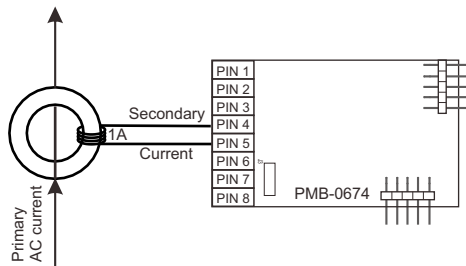 PIN 1
PIN 2
PIN 3
Secondary
PIN 4
1A
Current
PIN 5
PIN 6
PIN 7
PIN 8
PMB-0674
Primary
AC current